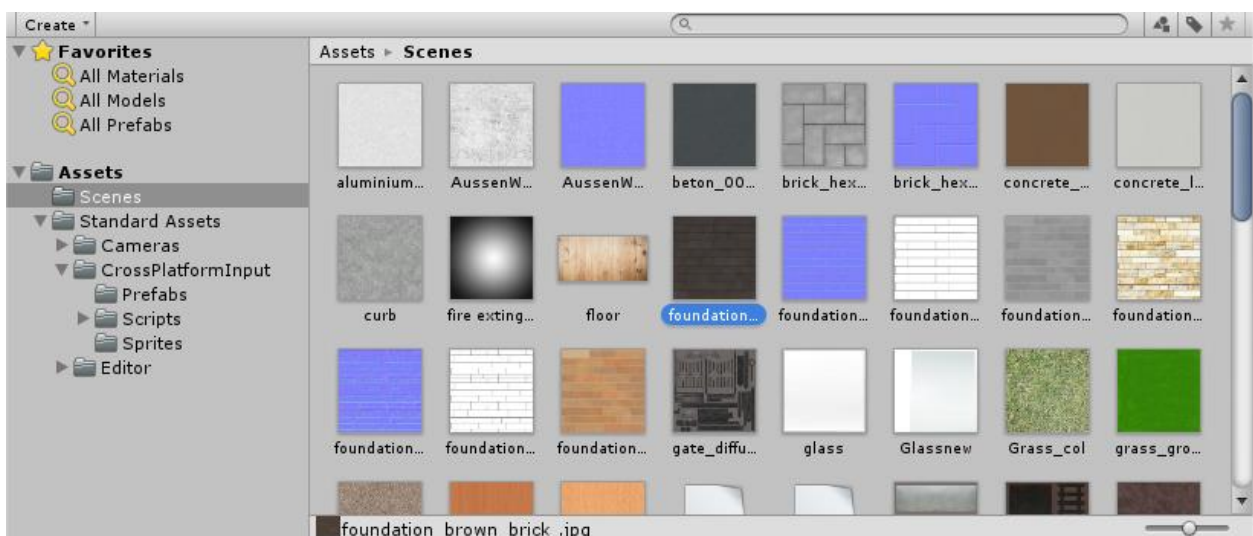 Create
Favorites
All Materials
All Models
All Prefabs
Assets
Scenes
Standard Assets
Cameras
CrossPlatformInput
Prefabs
Scripts
Sprites
Editor
Assets ▸ Scenes
aluminium... AussenW... AussenW... beton_00... brick_hex... brick_hex... concrete_... concrete_l...
curb fire exting... floor foundation... foundation... foundation... foundation... foundation...
foundation... foundation... foundation... gate_diffu... glass Glassnew Grass_col grass_gro...
foundation_brown_brick_.jpg